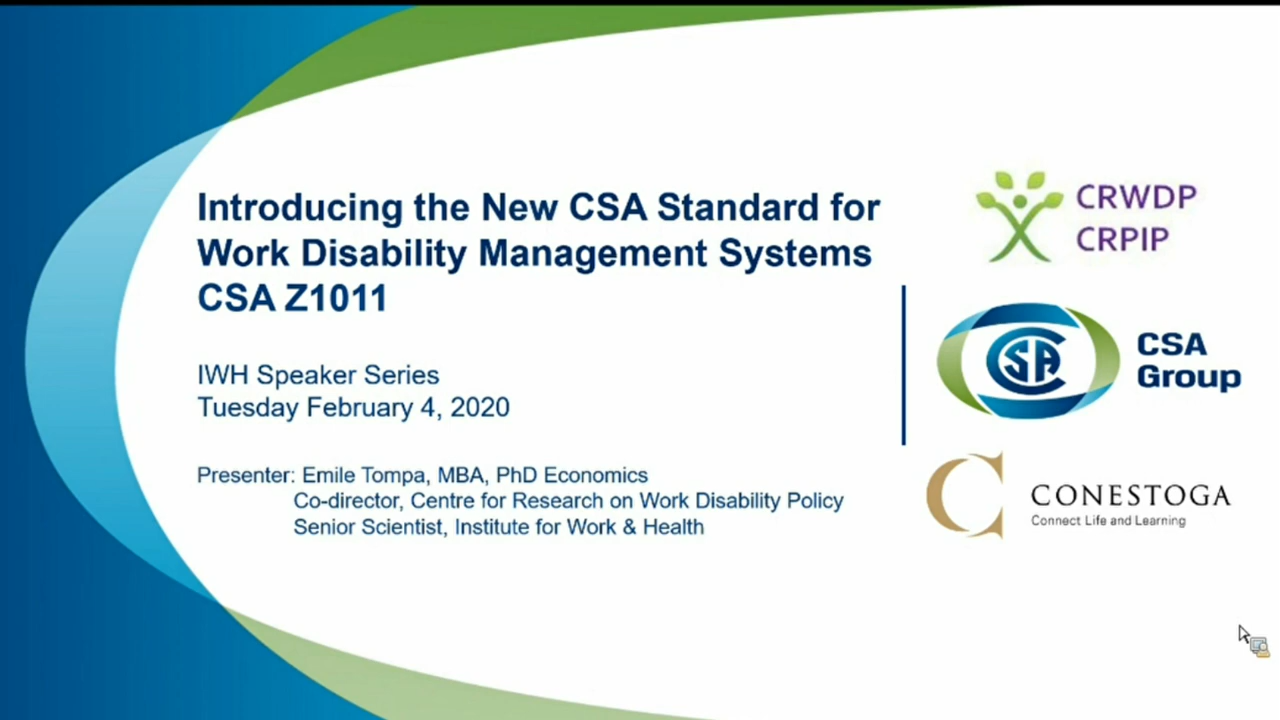 Introducing the New CSA Standard for
Work Disability Management Systems
CSA Z1011
IWH Speaker Series
Tuesday February 4, 2020
Presenter: Emile Tompa, MBA, PhD Economics
Co-director, Centre for Research on Work Disability Policy
Senior Scientist, Institute for Work & Health
CRWDP
CRPIP
CSA
CSA
Group
CONESTOGA
Connect Life and Learning